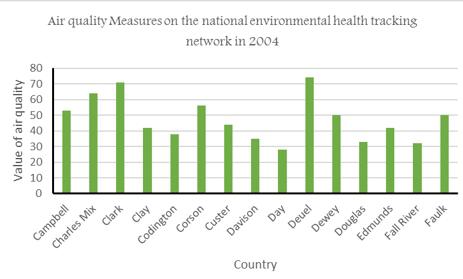 Air quality Measures on the national environmental health tracking
network in 2004
Value of air quality
80
70
60
50
40
30
20
10
0
Campbell
Charles Mix
Clark
Clay
Codington
Corson
Custer
Davison
Day
Deuel
Dewey
Douglas
Edmunds
Fall River
Faulk
Country